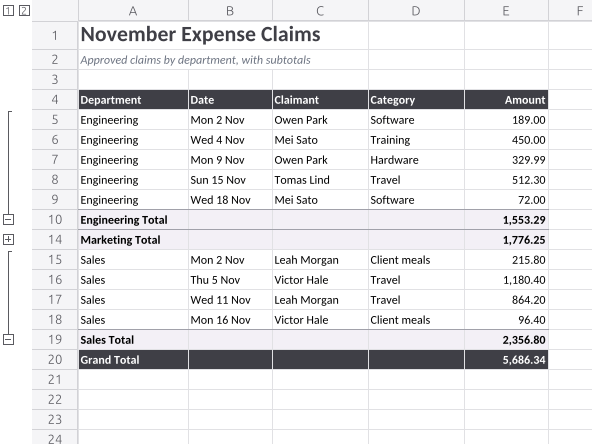 1 2 A B C D E F
1 November Expense Claims
2 Approved claims by department, with subtotals
3
4 Department Date Claimant Category Amount
5 Engineering Mon 2 Nov Owen Park Software 189.00
6 Engineering Wed 4 Nov Mei Sato Training 450.00
7 Engineering Mon 9 Nov Owen Park Hardware 329.99
8 Engineering Sun 15 Nov Tomas Lind Travel 512.30
9 Engineering Wed 18 Nov Mei Sato Software 72.00
10 Engineering Total 1,553.29
14 Marketing Total 1,776.25
15 Sales Mon 2 Nov Leah Morgan Client meals 215.80
16 Sales Thu 5 Nov Victor Hale Travel 1,180.40
17 Sales Wed 11 Nov Leah Morgan Travel 864.20
18 Sales Mon 16 Nov Victor Hale Client meals 96.40
19 Sales Total 2,356.80
20 Grand Total 5,686.34
21
22
23
24